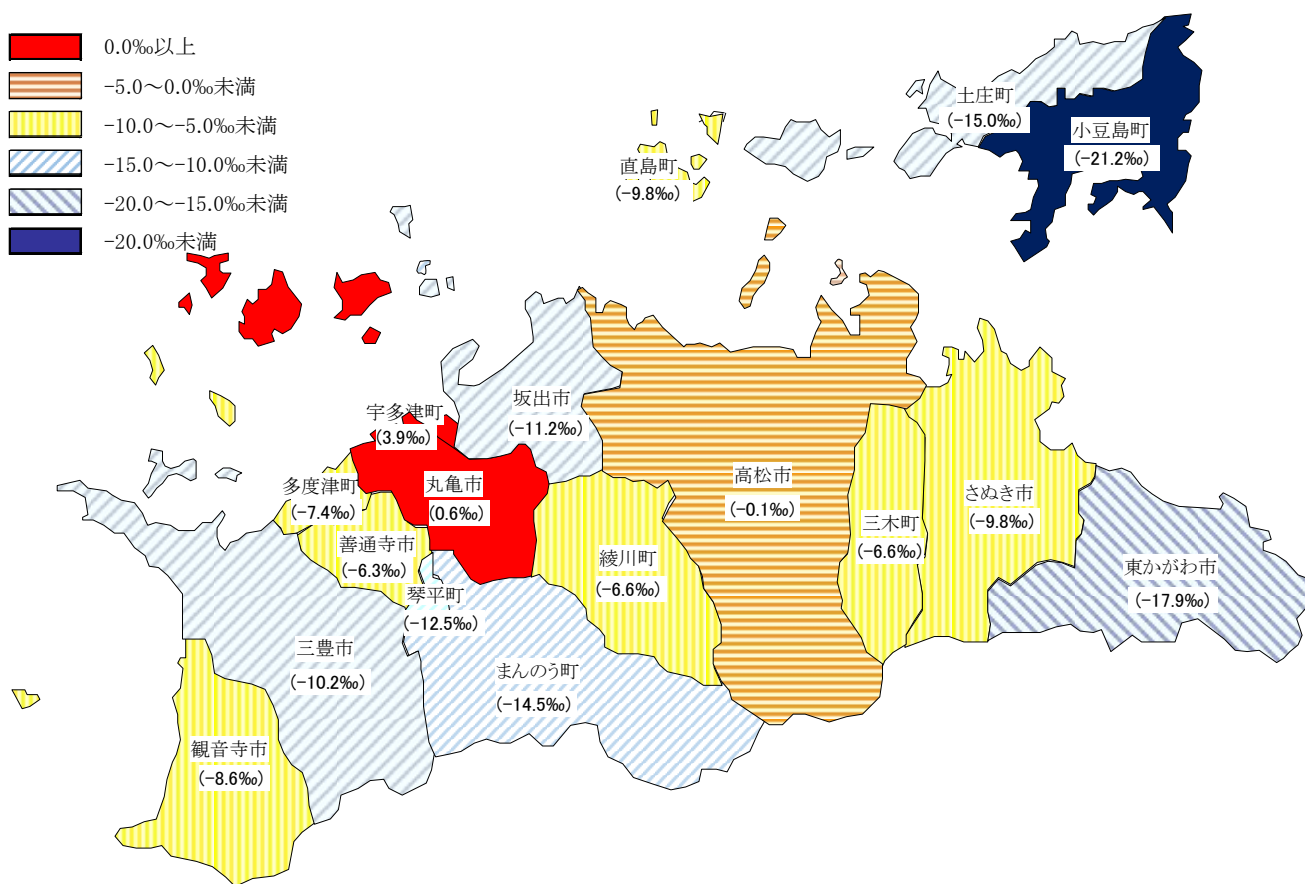 0.0‰以上
-5.0～0.0‰未満
-10.0～-5.0‰未満
-15.0～-10.0‰未満
-20.0～-15.0‰未満
-20.0‰未満
土庄町
(-15.0‰)
小豆島町
(-21.2‰)
直島町
(-9.8‰)
坂出市
(-11.2‰)
宇多津町
(3.9‰)
高松市
(-0.1‰)
丸亀市
(0.6‰)
多度津町
(-7.4‰)
さぬき市
(-9.8‰)
三木町
(-6.6‰)
善通寺市
(-6.3‰)
綾川町
(-6.6‰)
東かがわ市
(-17.9‰)
琴平町
(-12.5‰)
三豊市
(-10.2‰)
まんのう町
(-14.5‰)
観音寺市
(-8.6‰)